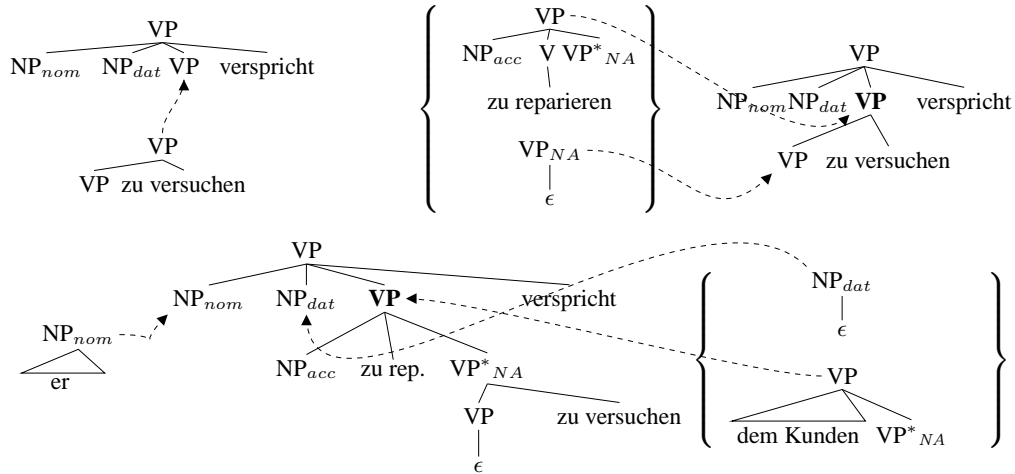 VP
NP_nom NP_dat VP verspricht
VP
VP zu versuchen
VP
NP_acc V VP*_NA
zu reparieren
VP_NA
ϵ
VP
NP_nom NP_dat VP verspricht
VP zu versuchen
VP
NP_nom NP_dat VP verspricht
NP_nom
er
NP_acc zu rep. VP*_NA
VP zu versuchen
ϵ
NP_dat
ϵ
VP
dem Kunden VP*_NA